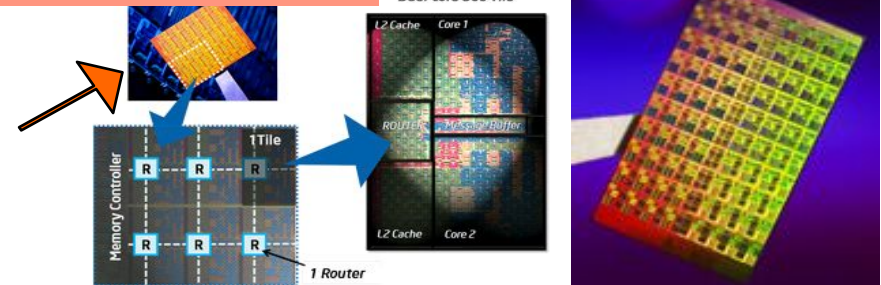 L2 Cache
Core 1
ROUTER
Message Buffer
L2 Cache
Core 2
1Tile
Memory Controller
R
R
R
R
R
R
1 Router